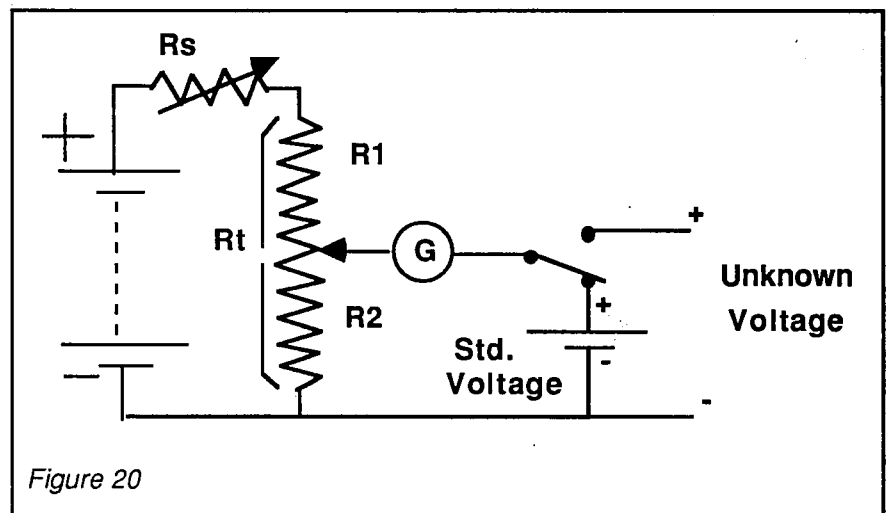 Rs
+
R1
Rt
G
+
R2
Unknown
Voltage
+
Std.
Voltage
-
-
—
Figure 20